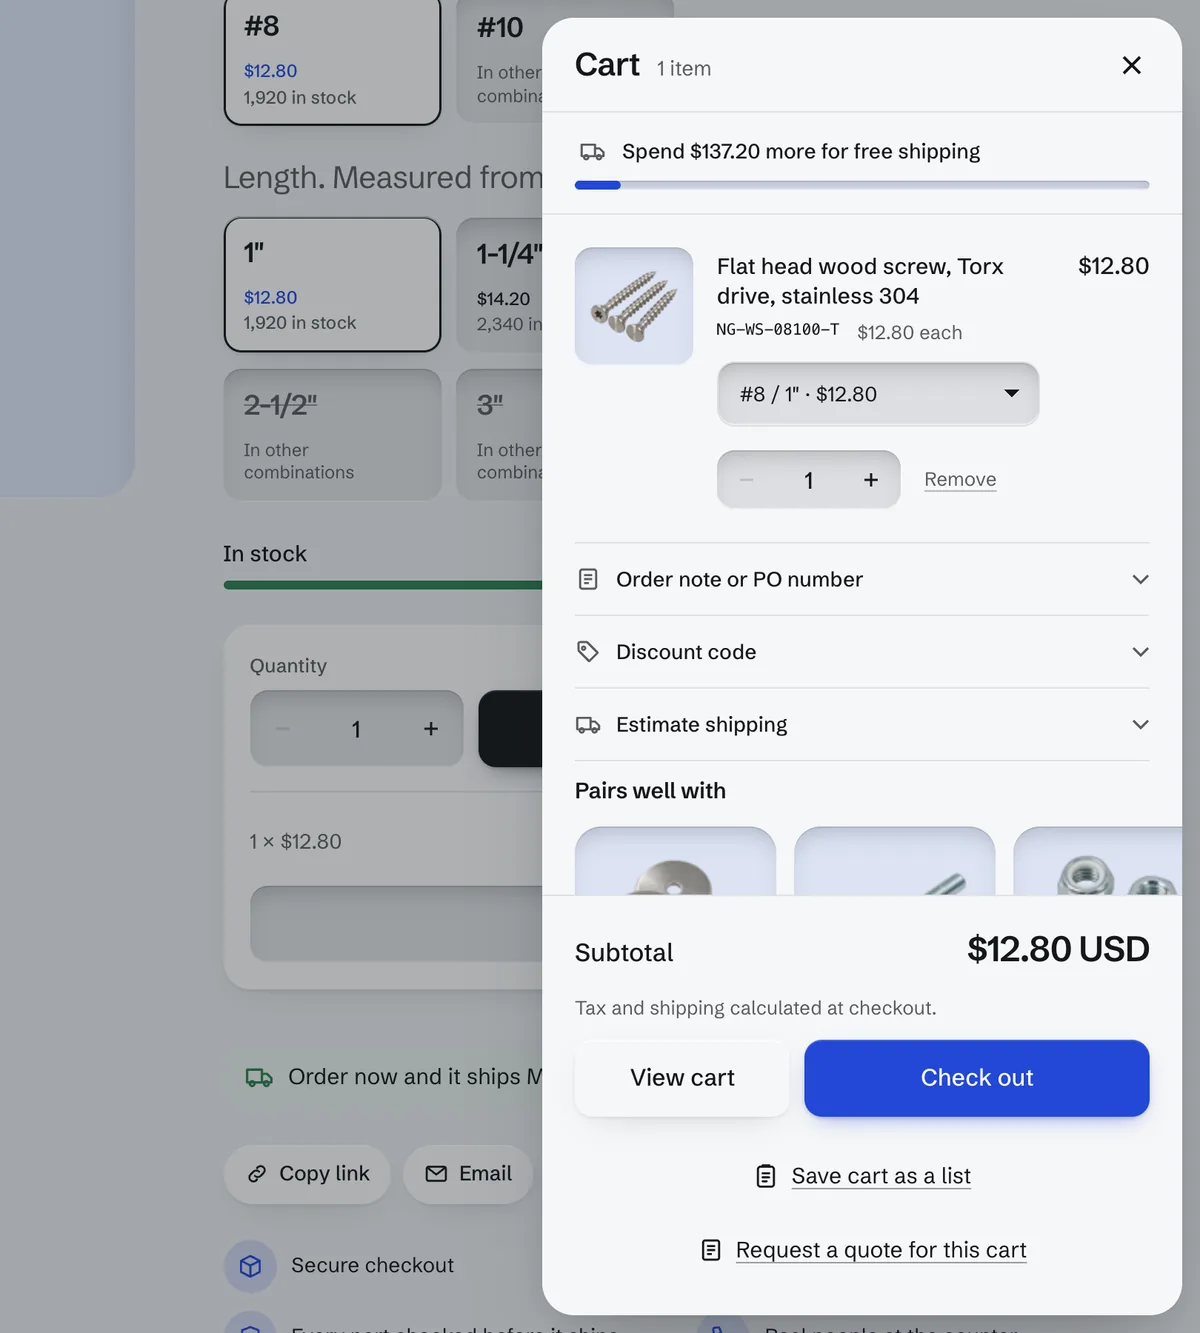 #8
$12.80
1,920 in stock
#10
In other
Length. Measured from
1"
$12.80
1,920 in stock
1-1/4"
$14.20
2,340 in
2-1/2"
In other
combinations
3"
In other
In stock
Quantity
1
1 × $12.80
Order now and it ships
Copy link
Email
Secure checkout
Cart
1 item
Spend $137.20 more for free shipping
Flat head wood screw, Torx
drive, stainless 304
$12.80
NG-WS-08100-T
$12.80 each
#8 / 1" · $12.80
1
Remove
Order note or PO number
Discount code
Estimate shipping
Pairs well with
Subtotal
$12.80 USD
Tax and shipping calculated at checkout.
View cart
Check out
Save cart as a list
Request a quote for this cart